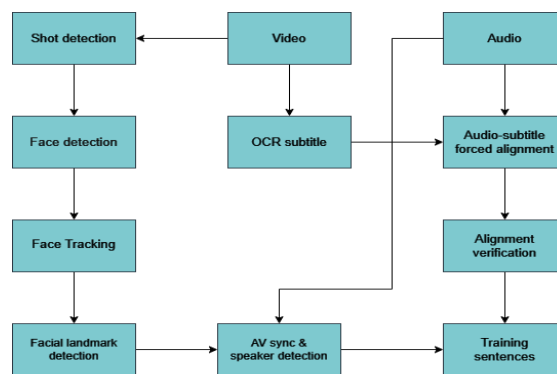 Shot detection
Video
Audio
Face detection
OCR subtitle
Audio-subtitle
forced alignment
Face Tracking
Alignment
verification
Facial landmark
detection
AV sync &
speaker detection
Training
sentences